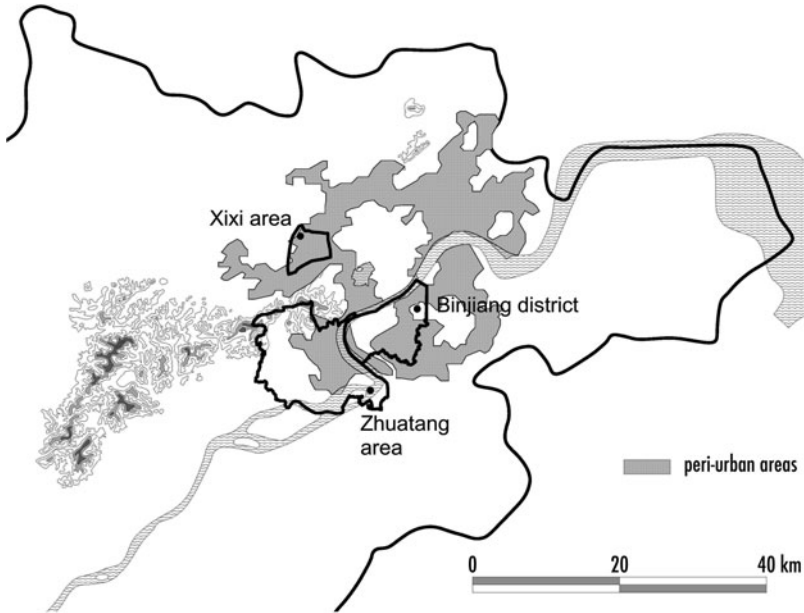 Xixi area
Binjiang district
Zhuatang
area
peri-urban areas
0 20 40 km